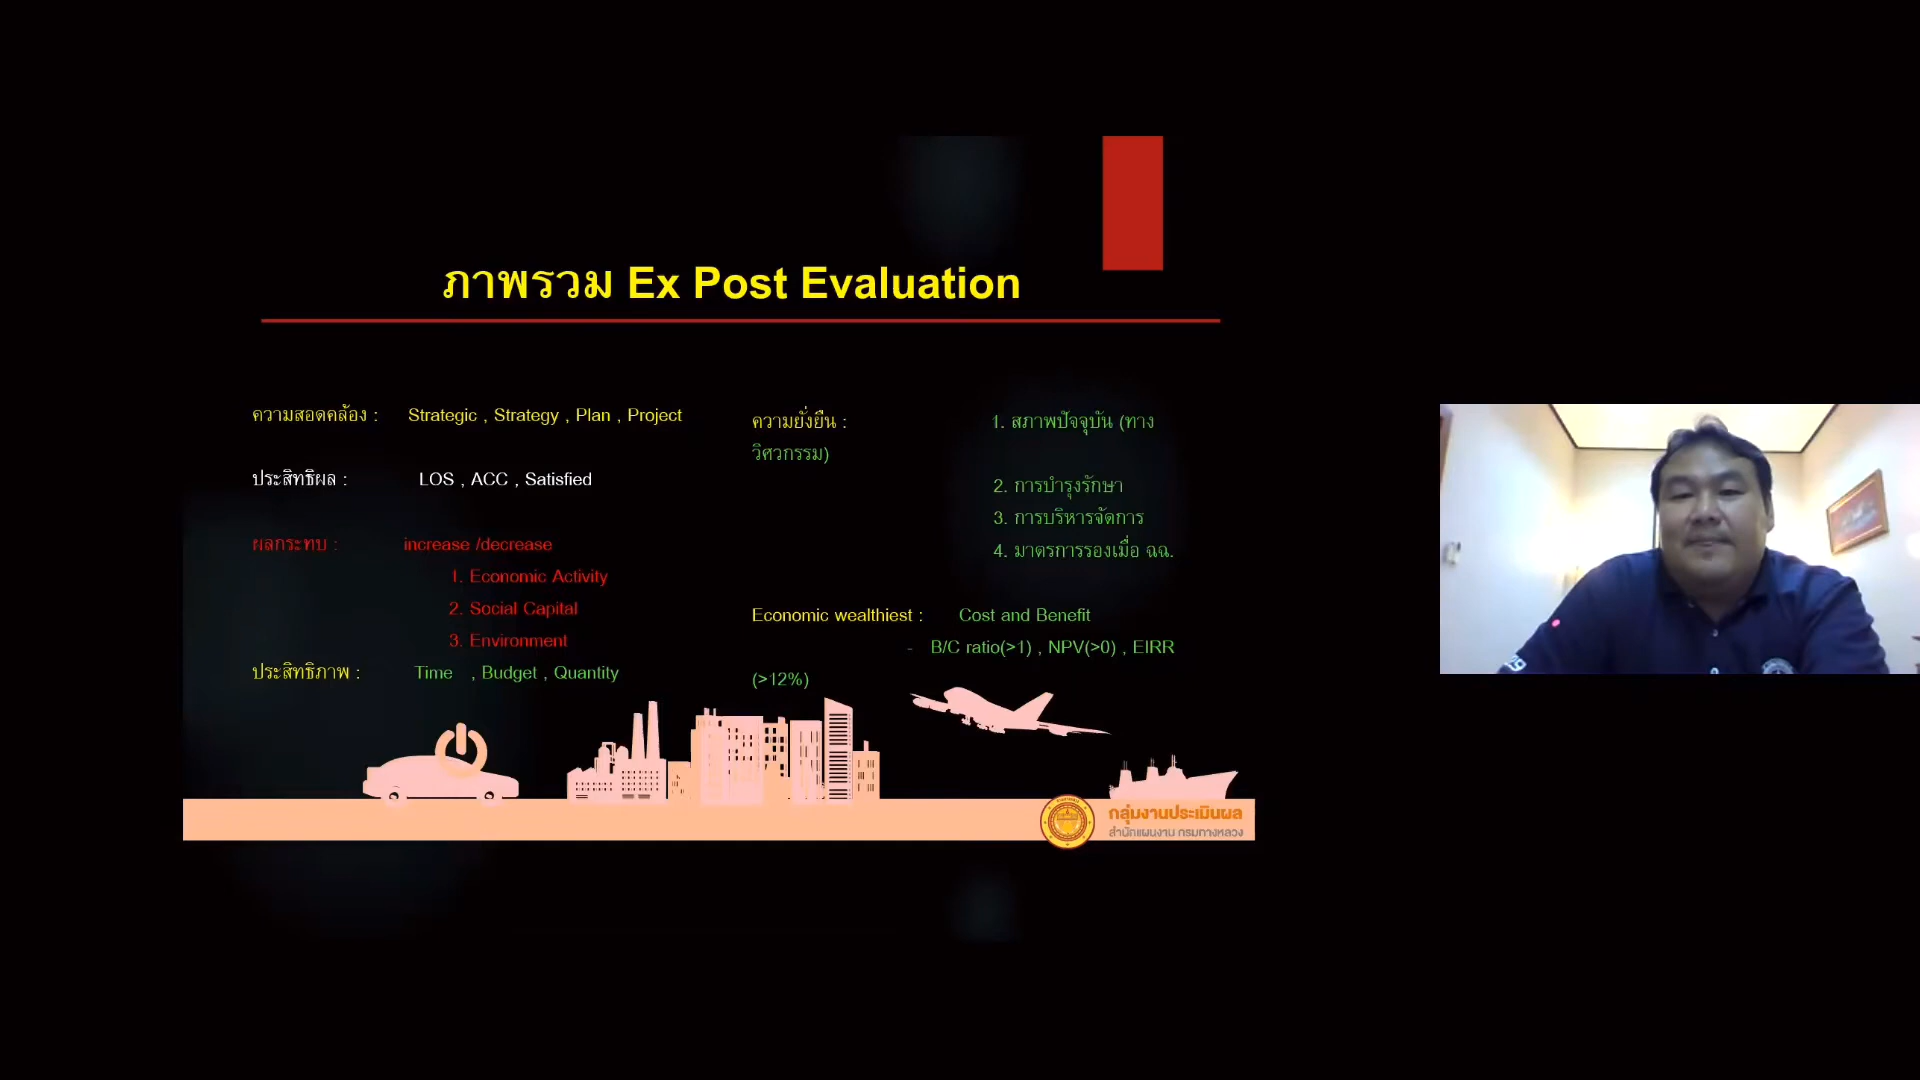 ภาพรวม Ex Post Evaluation
ความสอดคล้อง : Strategic , Strategy , Plan , Project
ประสิทธิผล : LOS , ACC , Satisfied
ผลกระทบ : increase /decrease
1. Economic Activity
2. Social Capital
3. Environment
ประสิทธิภาพ : Time , Budget , Quantity
ความยั่งยืน : 1. สภาพปัจจุบัน (ทาง
วิศวกรรม)
2. การบำรุงรักษา
3. การบริหารจัดการ
4. มาตรการรองเมื่อ ฉฉ.
Economic wealthiest : Cost and Benefit
- B/C ratio(>1) , NPV(>0) , EIRR
(>12%)
กลุ่มงานประเมินผล
สำนักแผนงาน กรมทางหลวง